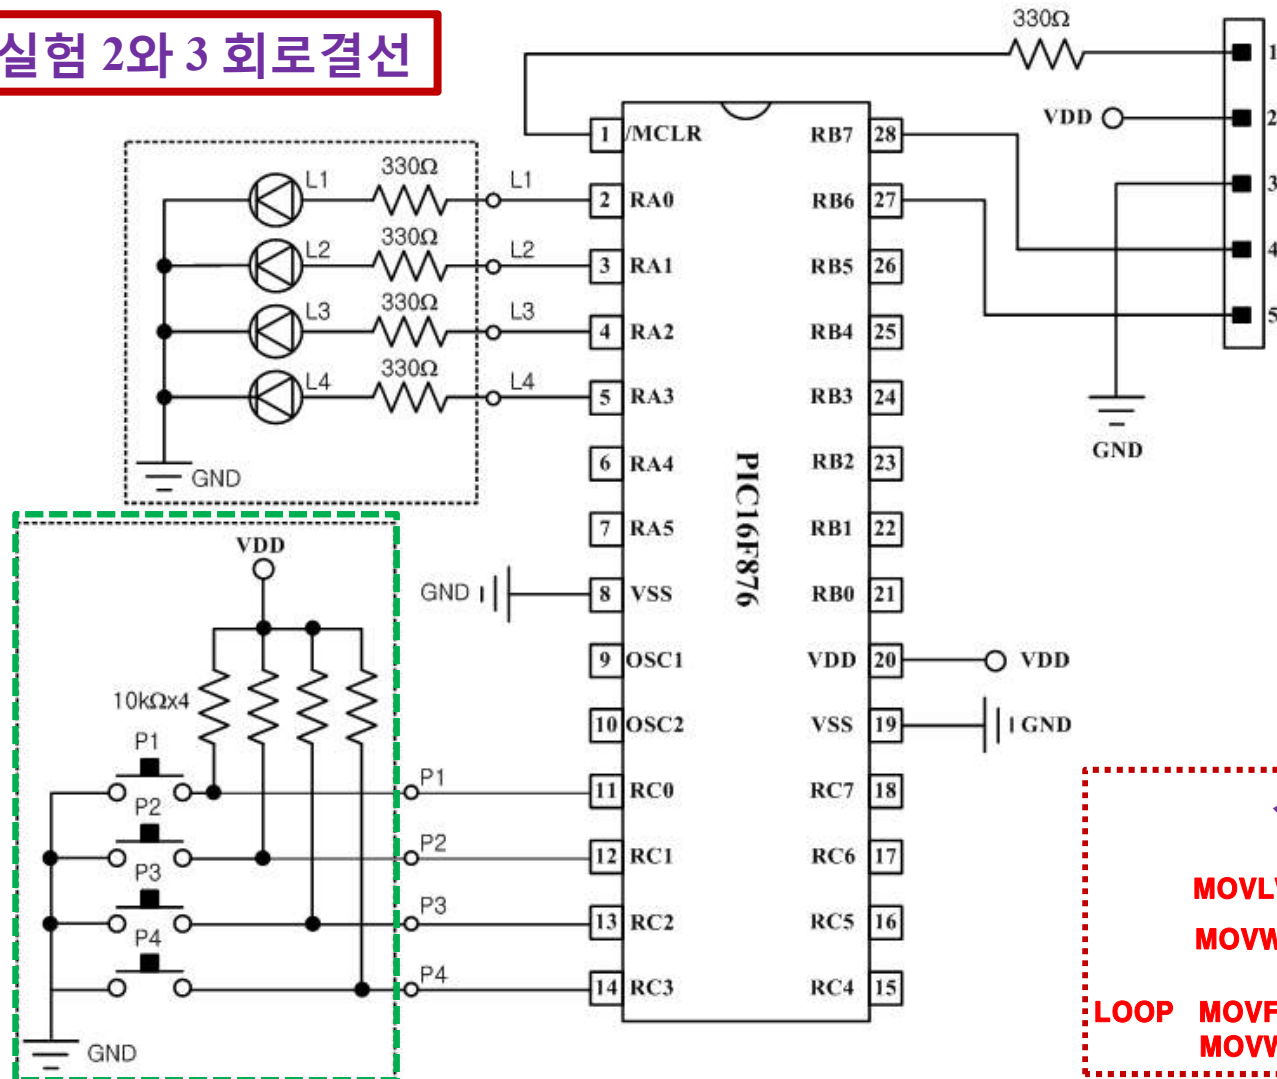 실험 2와 3 회로결선
330Ω
1
VDD
2
3
4
5
GND
1 /MCLR
RB7 28
L1 330Ω L1
2 RA0
RB6 27
L2 330Ω L2
3 RA1
RB5 26
L3 330Ω L3
4 RA2
RB4 25
L4 330Ω L4
5 RA3
RB3 24
GND
6 RA4
RB2 23
PIC16F876
7 RA5
RB1 22
GND
8 VSS
RB0 21
9 OSC1
VDD 20
VDD
10 OSC2
VSS 19
GND
VDD
10kΩx4
P1
P1
11 RC0
RC7 18
P2
P2
12 RC1
RC6 17
P3
P3
13 RC2
RC5 16
P4
P4
14 RC3
RC4 15
GND
LOOP MOVF